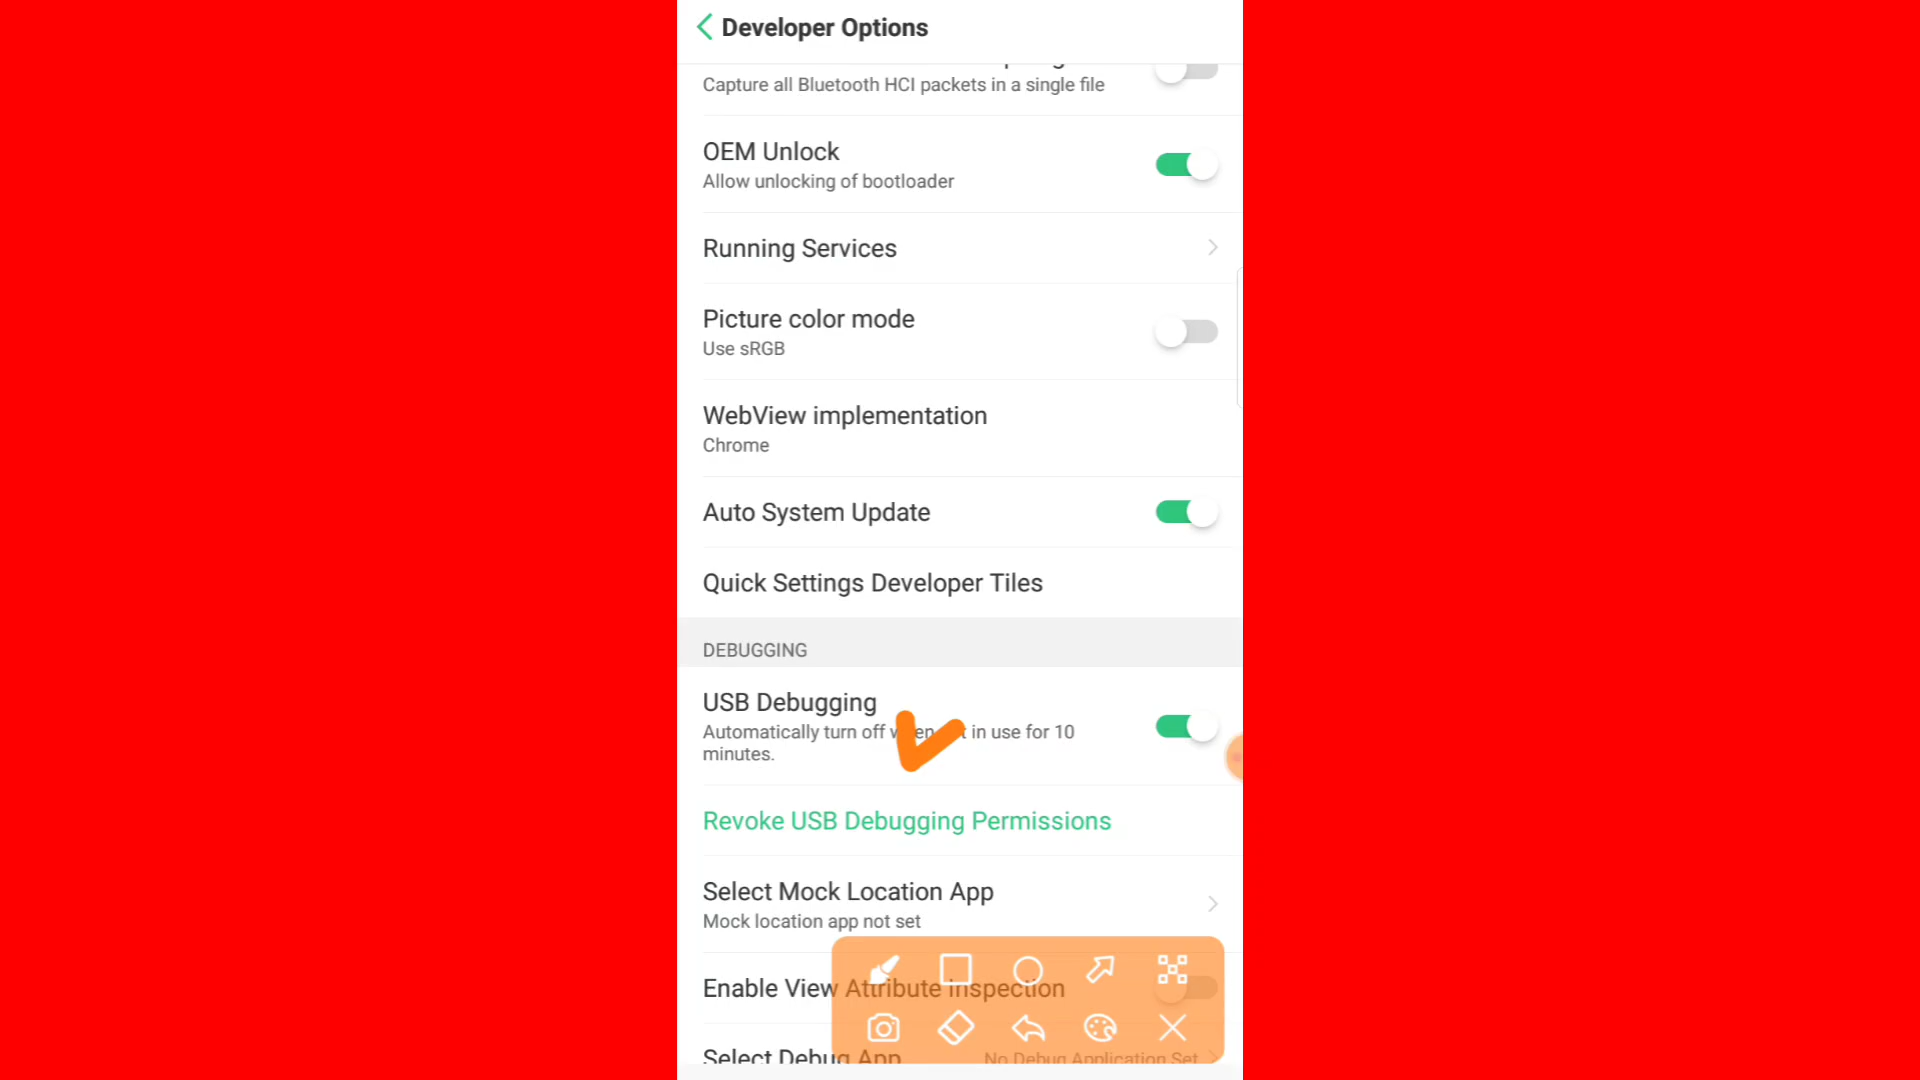 Developer Options
Capture all Bluetooth HCI packets in a single file
OEM Unlock
Allow unlocking of bootloader
Running Services
Picture color mode
Use sRGB
WebView implementation
Chrome
Auto System Update
Quick Settings Developer Tiles
DEBUGGING
USB Debugging
Automatically turn off when in use for 10
minutes.
Revoke USB Debugging Permissions
Select Mock Location App
Mock location app not set
Enable View Attribute Inspection
Select Debug App
No Debug Application Set